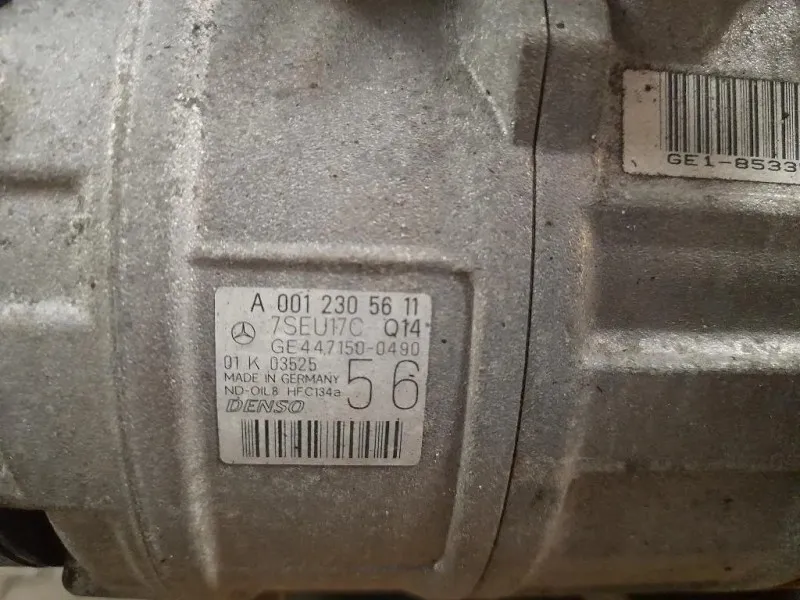 A 001 230 56 11
7SEU17C Q14
GE447150-0490
01 K 03525
MADE IN GERMANY
ND-OIL8 HFC134a
56
DENSO
GE1-8533